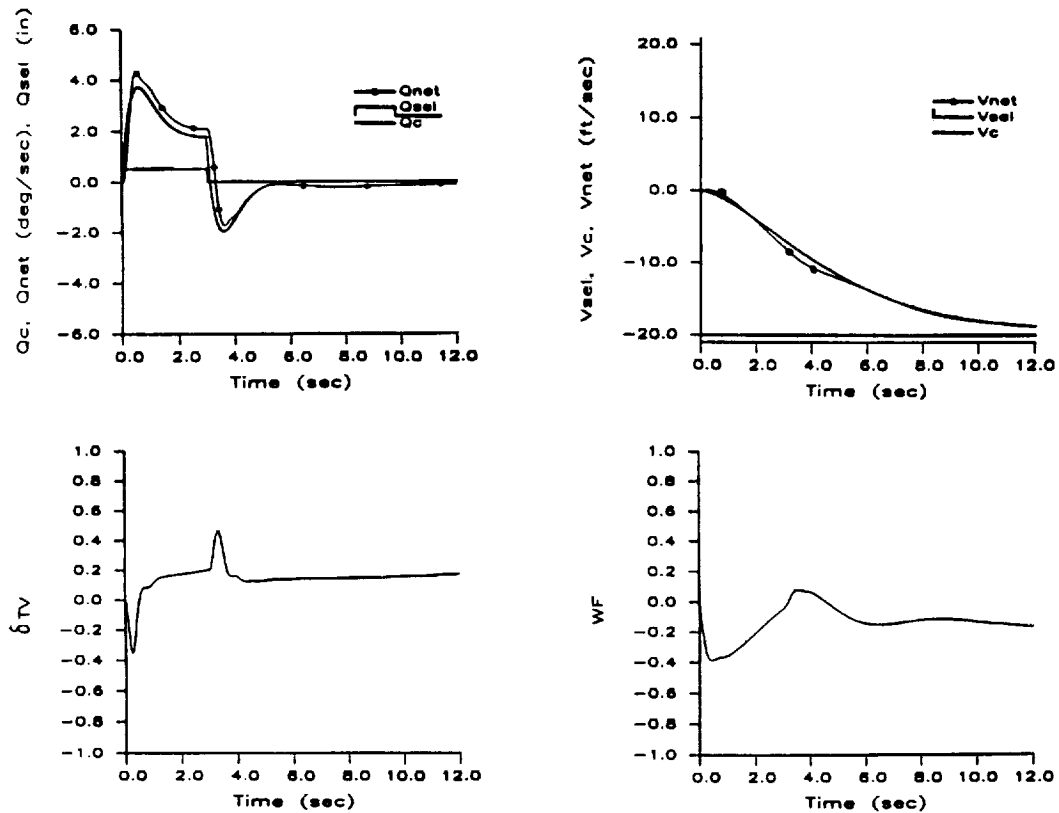 Qc, Qnet (deg/sec), Qsel (in)
6.0
4.0
2.0
0.0
−2.0
−4.0
−6.0
Qnet
Qsel
Qc
0.0 2.0 4.0 6.0 8.0 10.0 12.0
Time (sec)
Vsel, Vc, Vnet (ft/sec)
20.0
10.0
0.0
−10.0
−20.0
Vnet
Vsel
Vc
0.0 2.0 4.0 6.0 8.0 10.0 12.0
Time (sec)
δTV
1.0
0.8
0.6
0.4
0.2
0.0
−0.2
−0.4
−0.6
−0.8
−1.0
0.0 2.0 4.0 6.0 8.0 10.0 12.0
Time (sec)
WF
1.0
0.8
0.6
0.4
0.2
0.0
−0.2
−0.4
−0.6
−0.8
−1.0
0.0 2.0 4.0 6.0 8.0 10.0 12.0
Time (sec)